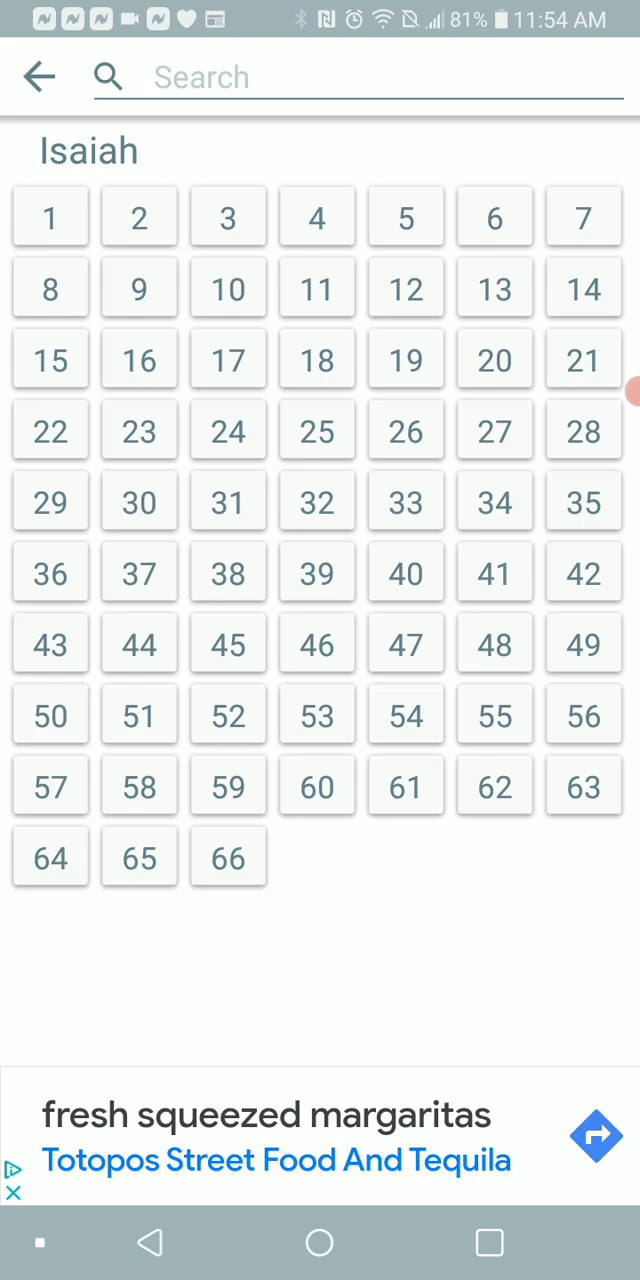 81% 11:54 AM
Search
Isaiah
1 2 3 4 5 6 7
8 9 10 11 12 13 14
15 16 17 18 19 20 21
22 23 24 25 26 27 28
29 30 31 32 33 34 35
36 37 38 39 40 41 42
43 44 45 46 47 48 49
50 51 52 53 54 55 56
57 58 59 60 61 62 63
64 65 66
fresh squeezed margaritas
Totopos Street Food And Tequila